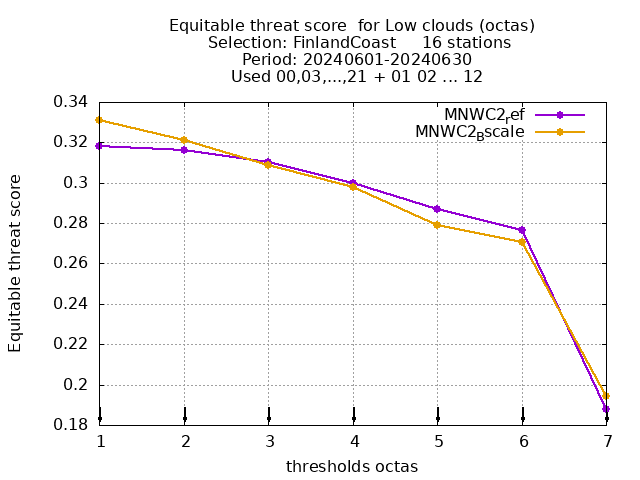 Equitable threat score  for Low clouds (octas)
Selection: FinlandCoast     16 stations
Period: 20240601-20240630
Used 00,03,...,21 + 01 02 ... 12
MNWC2ref
MNWC2Bscale
Equitable threat score
0.34
0.32
0.3
0.28
0.26
0.24
0.22
0.2
0.18
1 2 3 4 5 6 7
thresholds octas